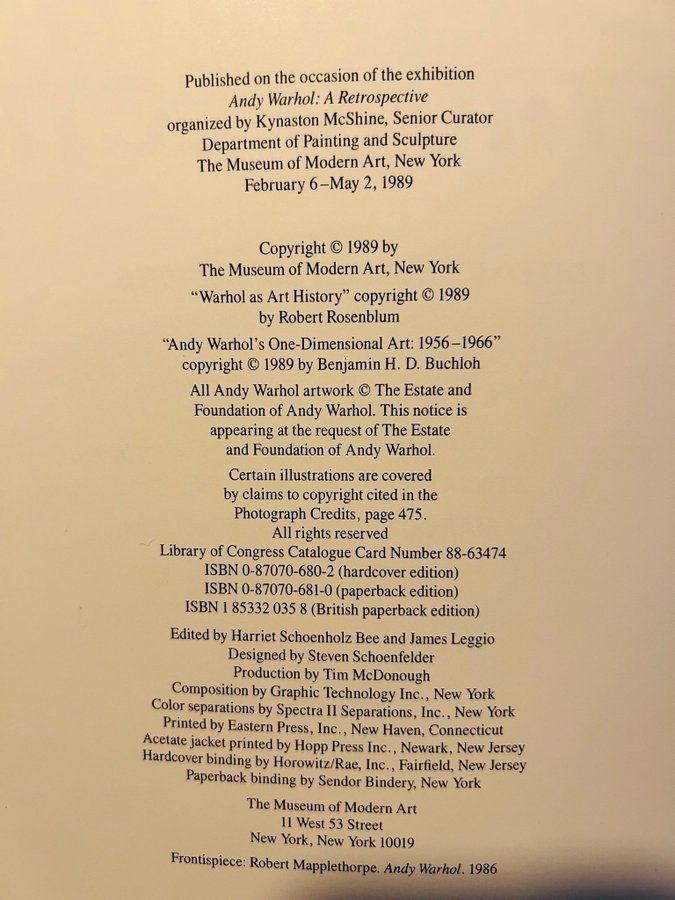 Published on the occasion of the exhibition
Andy Warhol: A Retrospective
organized by Kynaston McShine, Senior Curator
Department of Painting and Sculpture
The Museum of Modern Art, New York
February 6–May 2, 1989
Copyright © 1989 by
The Museum of Modern Art, New York
“Warhol as Art History” copyright © 1989
by Robert Rosenblum
“Andy Warhol’s One-Dimensional Art: 1956–1966”
copyright © 1989 by Benjamin H. D. Buchloh
All Andy Warhol artwork © The Estate and
Foundation of Andy Warhol. This notice is
appearing at the request of The Estate
and Foundation of Andy Warhol.
Certain illustrations are covered
by claims to copyright cited in the
Photograph Credits, page 475.
All rights reserved
Library of Congress Catalogue Card Number 88-63474
ISBN 0-87070-680-2 (hardcover edition)
ISBN 0-87070-681-0 (paperback edition)
ISBN 1 85332 035 8 (British paperback edition)
Edited by Harriet Schoenholz Bee and James Leggio
Designed by Steven Schoenfelder
Production by Tim McDonough
Composition by Graphic Technology Inc., New York
Color separations by Spectra II Separations, Inc., New York
Printed by Eastern Press, Inc., New Haven, Connecticut
Acetate jacket printed by Hopp Press Inc., Newark, New Jersey
Hardcover binding by Horowitz/Rae, Inc., Fairfield, New Jersey
Paperback binding by Sendor Bindery, New York
The Museum of Modern Art
11 West 53 Street
New York, New York 10019
Frontispiece: Robert Mapplethorpe. Andy Warhol. 1986